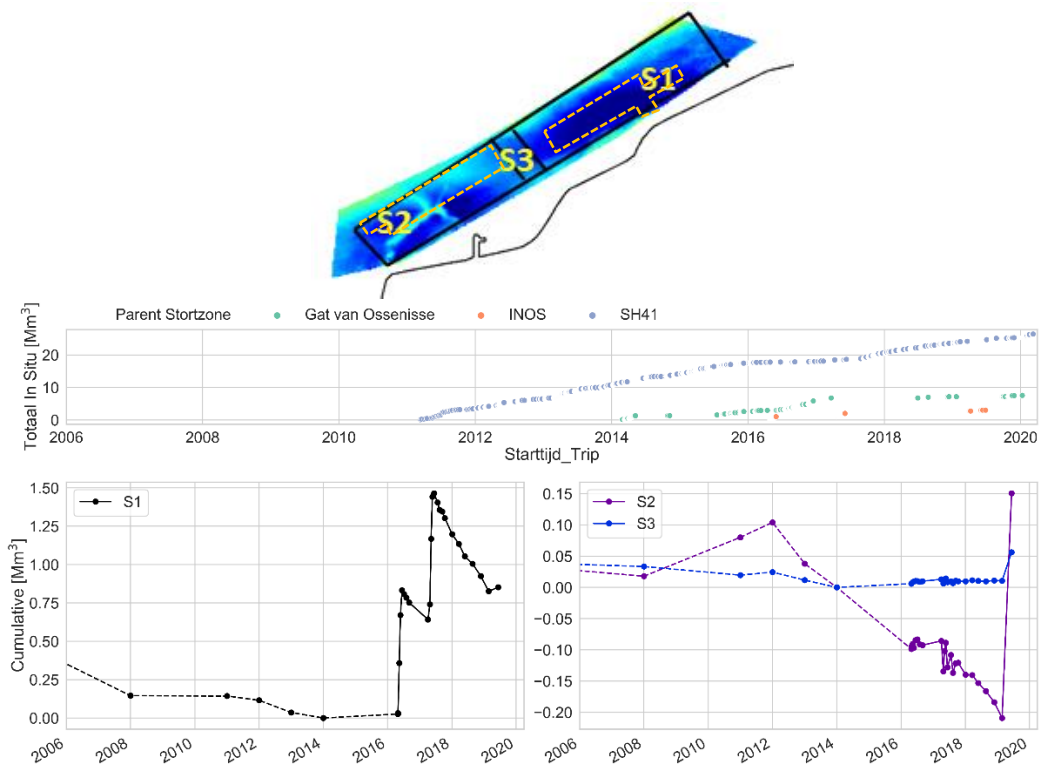 S1
S3
S2
Parent Stortzone Gat van Ossenisse INOS SH41
Totaal In Situ [Mm³]
20
10
0
2006 2008 2010 2012 2014 2016 2018 2020
Starttijd_Trip
Cumulative [Mm³]
S1
1.50
1.25
1.00
0.75
0.50
0.25
0.00
2006 2008 2010 2012 2014 2016 2018 2020
S2
S3
0.15
0.10
0.05
0.00
−0.05
−0.10
−0.15
−0.20
2006 2008 2010 2012 2014 2016 2018 2020